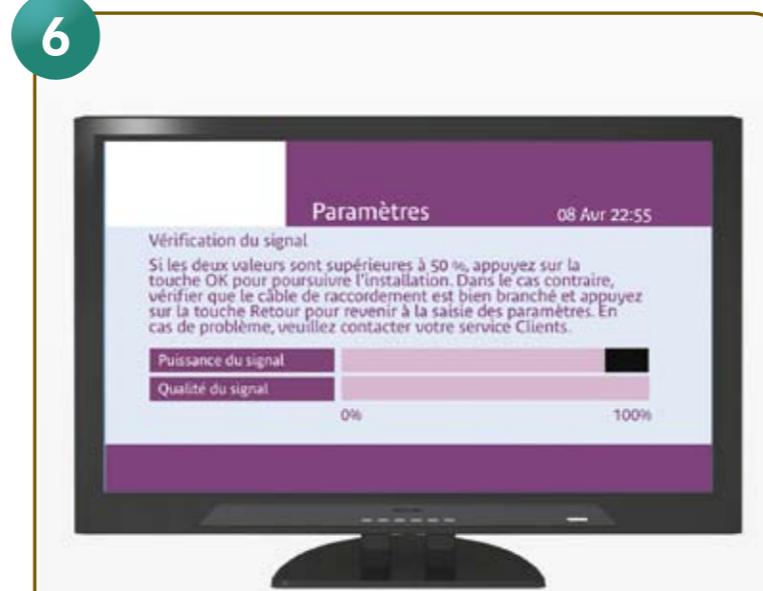 6
Paramètres
08 Avr 22:55
Vérification du signal
Si les deux valeurs sont supérieures à 50 %, appuyez sur la
touche OK pour poursuivre l'installation. Dans le cas contraire,
vérifier que le câble de raccordement est bien branché et appuyez
sur la touche Retour pour revenir à la saisie des paramètres. En
cas de problème, veuillez contacter votre service Clients.
Puissance du signal
Qualité du signal
0%
100%